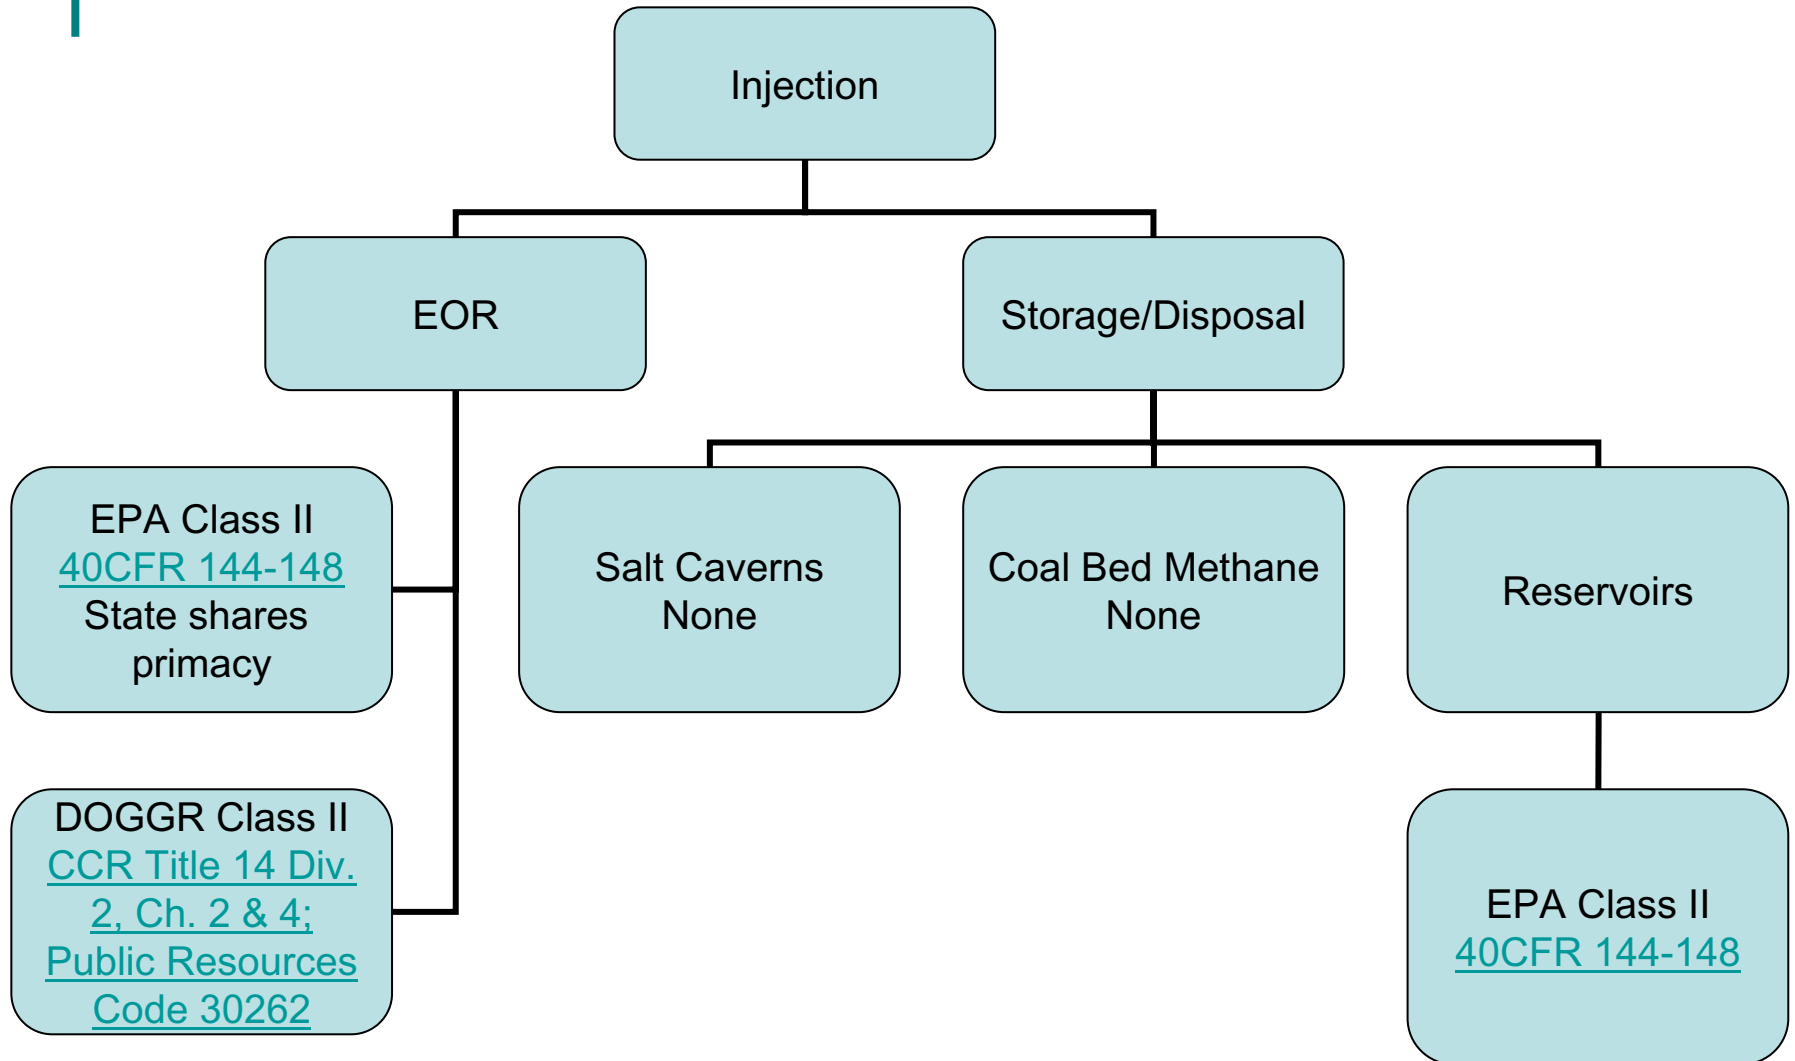 Injection
EOR
Storage/Disposal
EPA Class II
40CFR 144-148
State shares
primacy
Salt Caverns
None
Coal Bed Methane
None
Reservoirs
DOGGR Class II
CCR Title 14 Div.
2, Ch. 2 & 4;
Public Resources
Code 30262
EPA Class II
40CFR 144-148